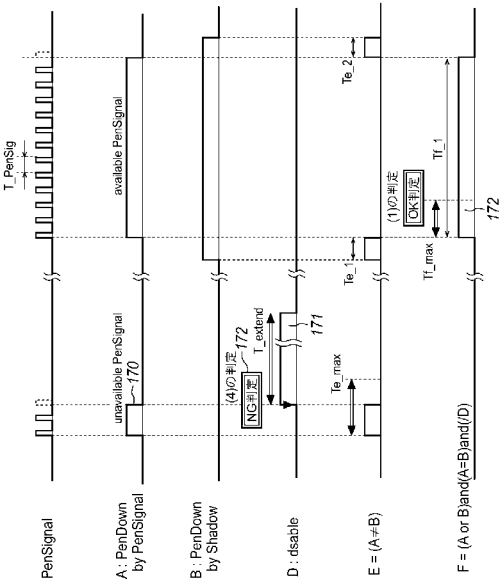 PenSignal
T_PenSig
A : PenDown
by PenSignal
unavailable PenSignal
170
available PenSignal
B : PenDown
by Shadow
D : dsable
(4)の判定
NG判定
172
T_extend
171
E = (A≠B)
Te_max
Te_1
Te_2
F = (A or B)and(A=B)and(/D)
(1)の判定
OK判定
Tf_max
Tf_1
172